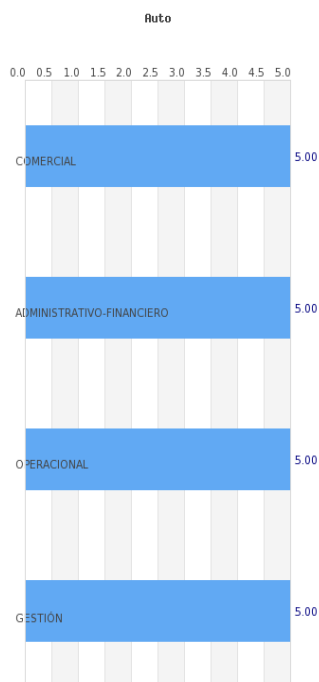 Auto
0.0 0.5 1.0 1.5 2.0 2.5 3.0 3.5 4.0 4.5 5.0
COMERCIAL 5.00
ADMINISTRATIVO-FINANCIERO 5.00
OPERACIONAL 5.00
GESTIÓN 5.00